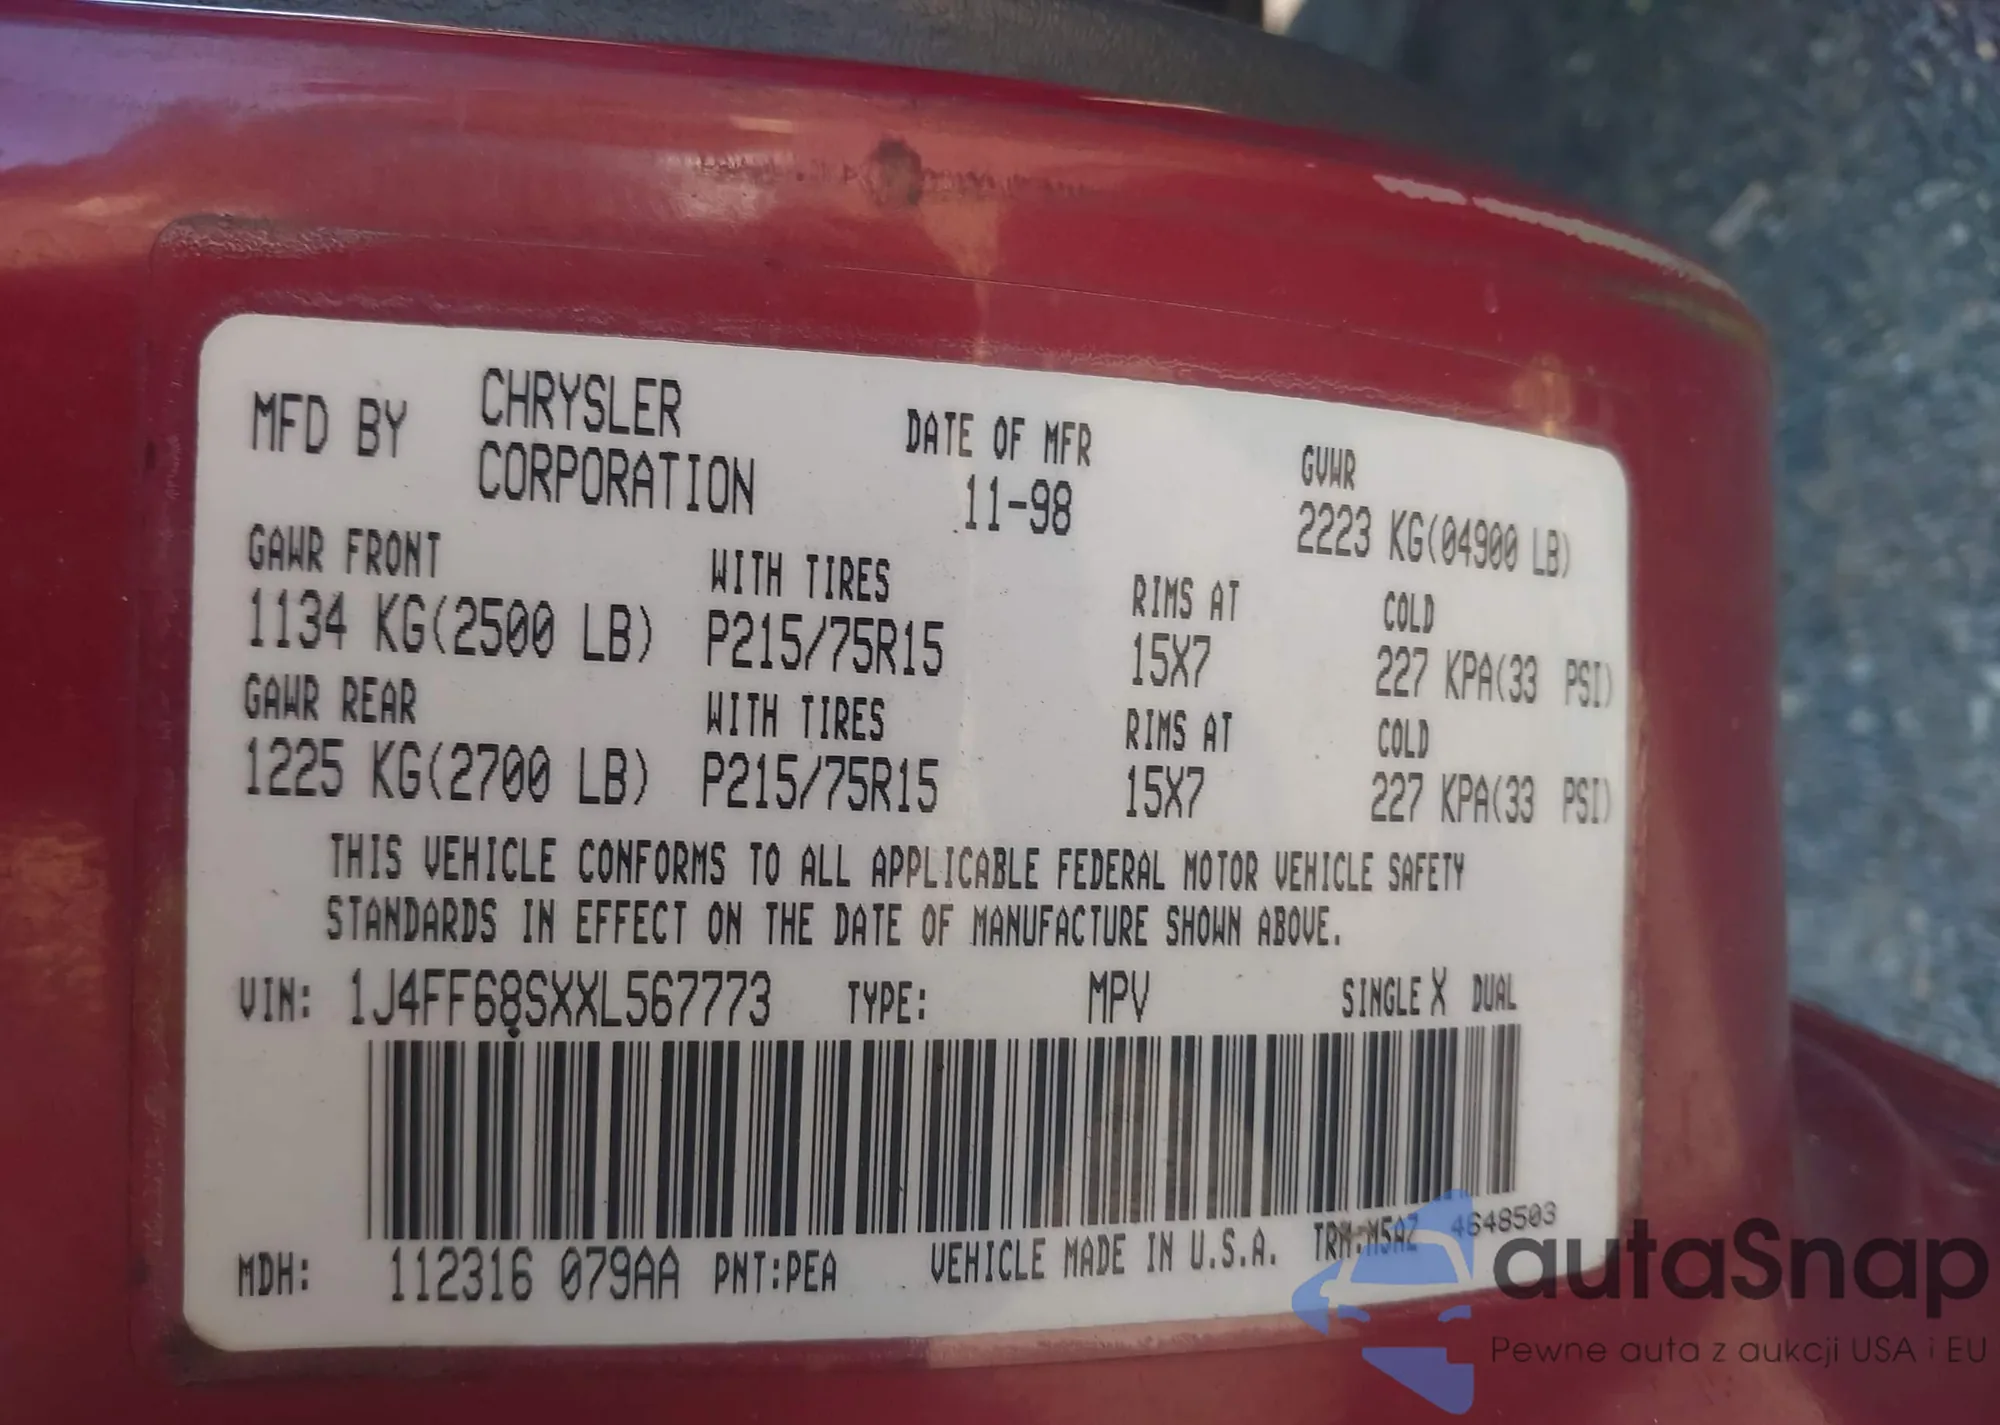 MFD BY CHRYSLER CORPORATION DATE OF MFR 11-98 GVWR 2223 KG(04900 LB)
GAWR FRONT WITH TIRES RIMS AT COLD
1134 KG(2500 LB) P215/75R15 15X7 227 KPA(33 PSI)
GAWR REAR WITH TIRES RIMS AT COLD
1225 KG(2700 LB) P215/75R15 15X7 227 KPA(33 PSI)
THIS VEHICLE CONFORMS TO ALL APPLICABLE FEDERAL MOTOR VEHICLE SAFETY
STANDARDS IN EFFECT ON THE DATE OF MANUFACTURE SHOWN ABOVE.
VIN: 1J4FF68SXXL567773 TYPE: MPV SINGLE X DUAL
MDH: 112316 079AA PNT:PEA VEHICLE MADE IN U.S.A. TRM:M5AZ 4648503
autaSnap
Pewne auta z aukcji USA i EU